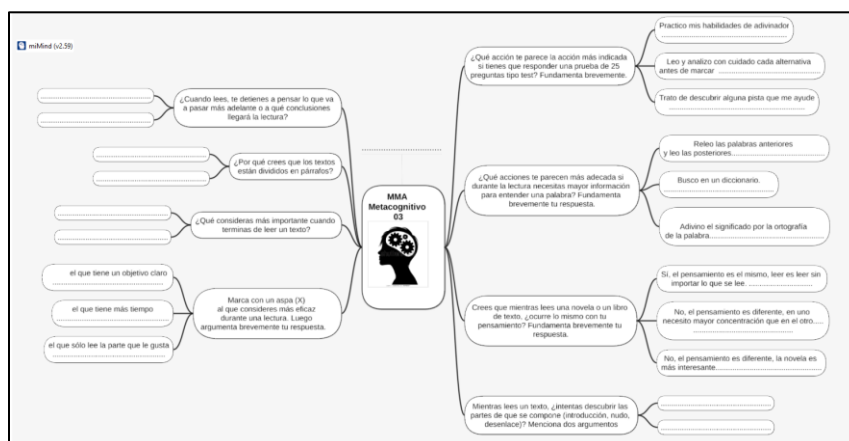 miMind (v2.59)
MMA
Metacognitivo
03
¿Cuando lees, te detienes a pensar lo que va
a pasar más adelante o a qué conclusiones
llegará la lectura?
¿Por qué crees que los textos
están divididos en párrafos?
¿Qué consideras más importante cuando
terminas de leer un texto?
Marca con un aspa (X)
al que consideres más eficaz
durante una lectura. Luego
argumenta brevemente tu respuesta.
el que tiene un objetivo claro
el que tiene más tiempo
el que sólo lee la parte que le gusta
¿Qué acción te parece la acción más indicada
si tienes que responder una prueba de 25
preguntas tipo test? Fundamenta brevemente.
Practico mis habilidades de adivinador
Leo y analizo con cuidado cada alternativa
antes de marcar
Trato de descubrir alguna pista que me ayude
¿Qué acciones te parecen más adecada si
durante la lectura necesitas mayor información
para entender una palabra? Fundamenta
brevemente tu respuesta.
Releo las palabras anteriores
y leo las posteriores
Busco en un diccionario.
Adivino el significado por la ortografía
de la palabra
Crees que mientras lees una novela o un libro
de texto, ¿ocurre lo mismo con tu
pensamiento? Fundamenta brevemente tu
respuesta.
Sí, el pensamiento es el mismo, leer es leer sin
importar lo que se lee.
No, el pensamiento es diferente, en uno
necesito mayor concentración que en el otro
No, el pensamiento es diferente, la novela es
más interesante
Mientras lees un texto, ¿intentas descubrir las
partes de que se compone (introducción, nudo,
desenlace)? Menciona dos argumentos